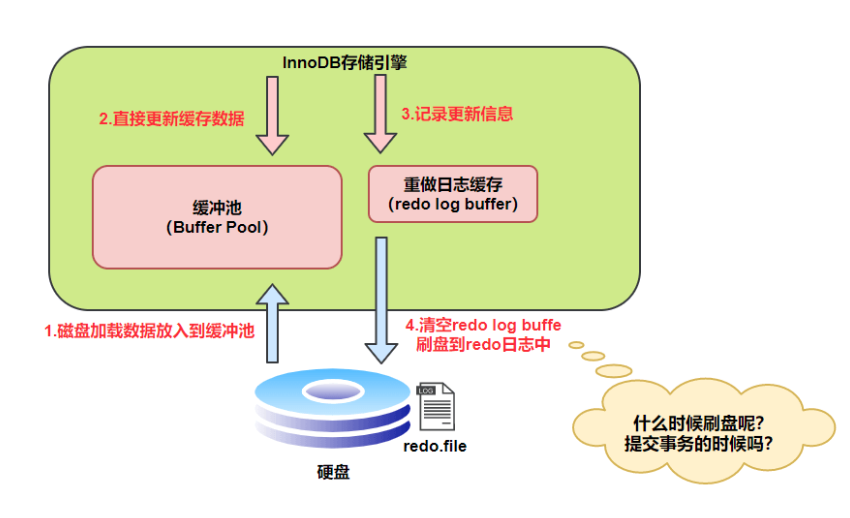 InnoDB存储引擎
2.直接更新缓存数据
3.记录更新信息
缓冲池
（Buffer Pool）
重做日志缓存
（redo log buffer）
1.磁盘加载数据放入到缓冲池
4.清空redo log buffe
刷盘到redo日志中
LOG
redo.file
硬盘
什么时候刷盘呢？
提交事务的时候吗？